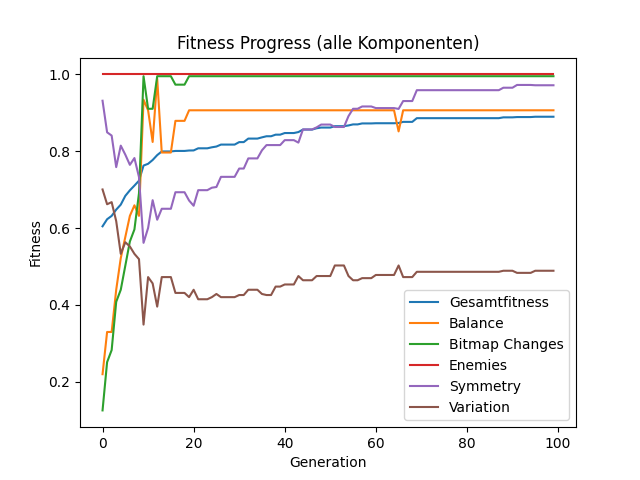 Fitness Progress (alle Komponenten)
Fitness
1.0
0.8
0.6
0.4
0.2
0
20
40
60
80
100
Generation
Gesamtfitness
Balance
Bitmap Changes
Enemies
Symmetry
Variation